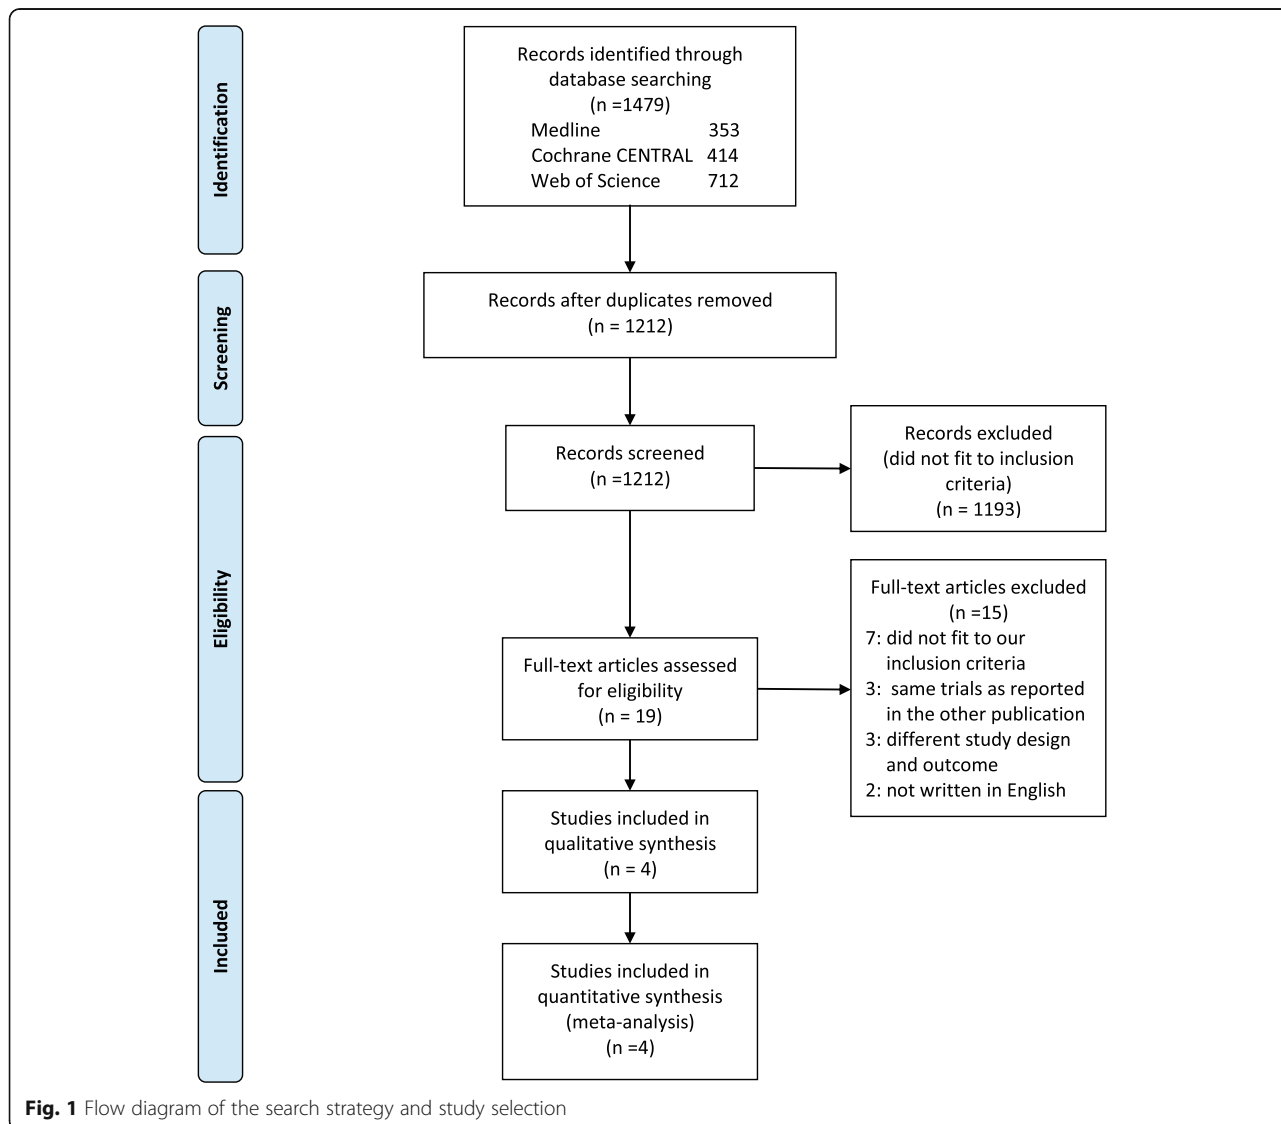 Identification
Records identified through
database searching
(n =1479)
Medline 353
Cochrane CENTRAL 414
Web of Science 712
Screening
Records after duplicates removed
(n = 1212)
Eligibility
Records screened
(n =1212)
Records excluded
(did not fit to inclusion
criteria)
(n = 1193)
Full-text articles assessed
for eligibility
(n = 19)
Full-text articles excluded
(n =15)
7: did not fit to our
inclusion criteria
3: same trials as reported
in the other publication
3: different study design
and outcome
2: not written in English
Included
Studies included in
qualitative synthesis
(n = 4)
Studies included in
quantitative synthesis
(meta-analysis)
(n =4)
Fig. 1 Flow diagram of the search strategy and study selection